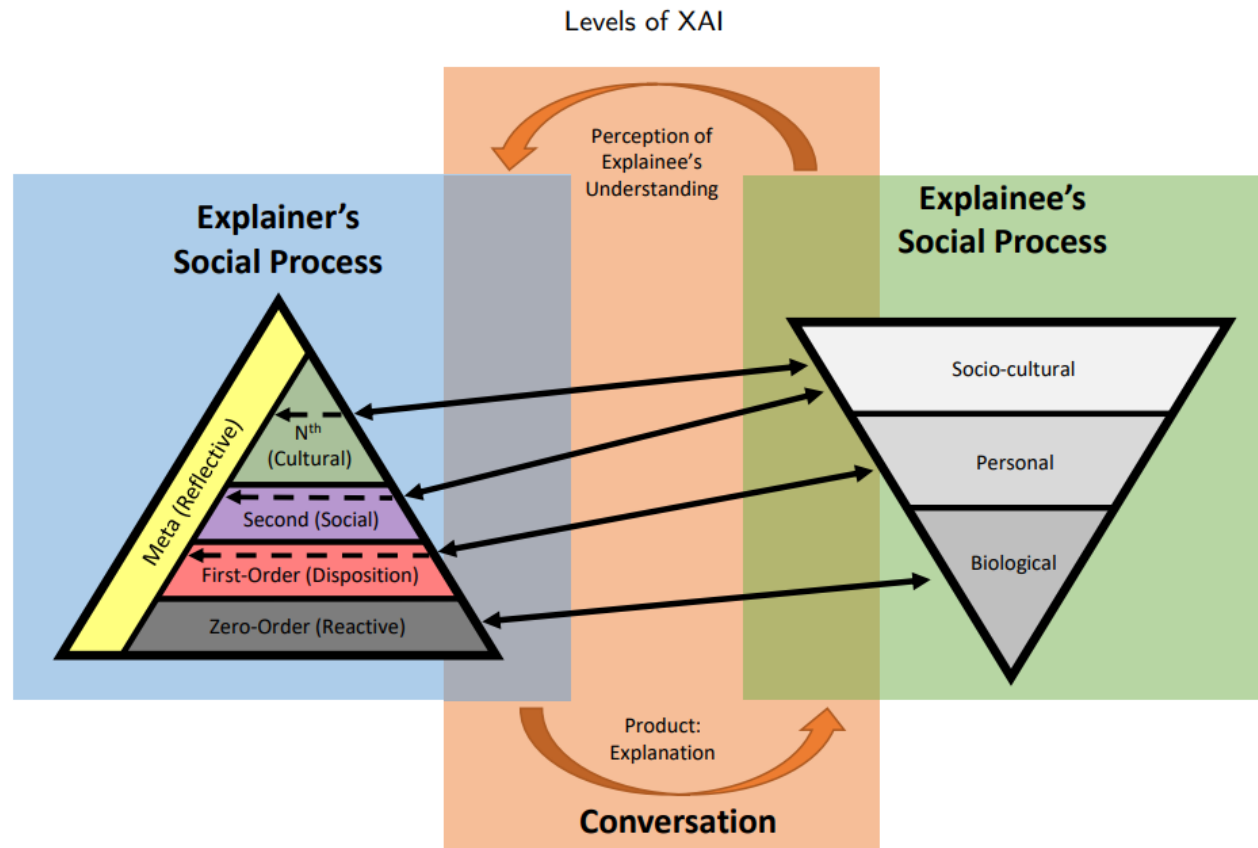 Levels of XAI
Perception of
Explainee's
Understanding
Explainer's
Social Process
Explainee's
Social Process
Meta (Reflective)
Nth
(Cultural)
Second (Social)
First-Order (Disposition)
Zero-Order (Reactive)
Socio-cultural
Personal
Biological
Product:
Explanation
Conversation